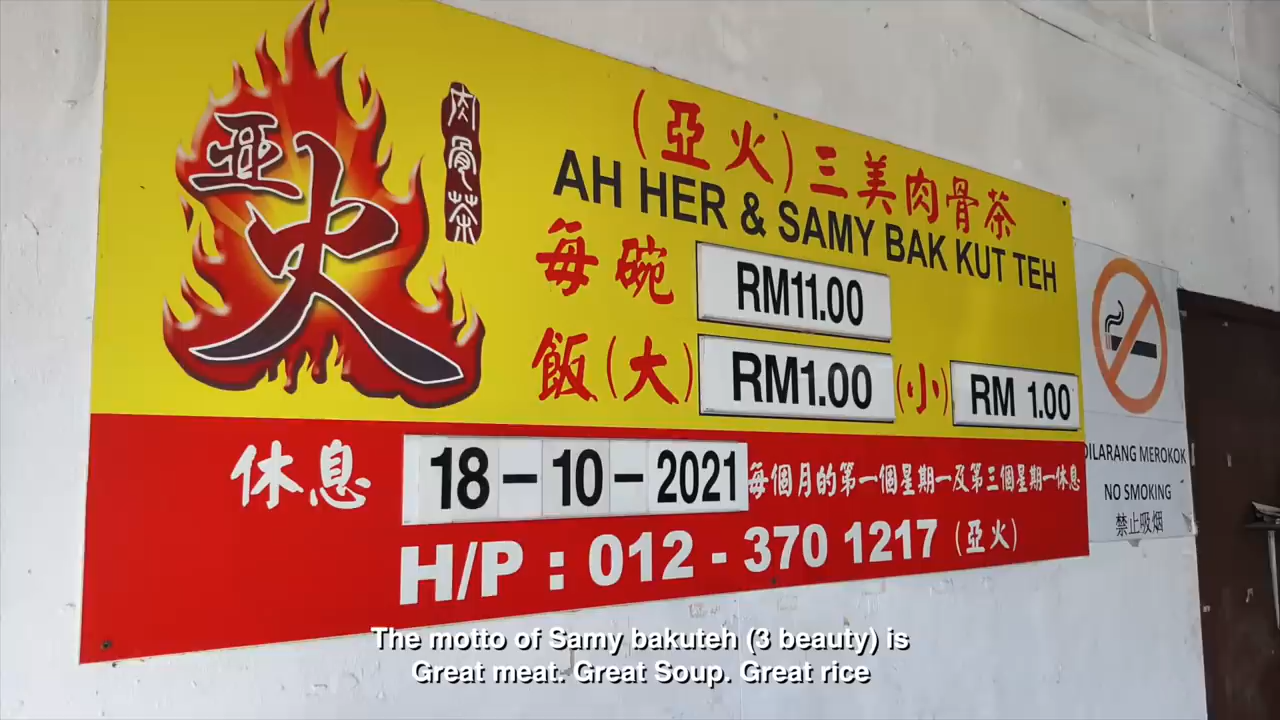 亞火
肉骨茶
(亞火)三美肉骨茶
AH HER & SAMY BAK KUT TEH
每碗 RM11.00
飯(大) RM1.00 (小) RM 1.00
休息 18-10-2021 每個月的第一個星期一及第三個星期一休息
H/P : 012 - 370 1217 (亞火)
DILARANG MEROKOK
NO SMOKING
禁止吸烟
The motto of Samy bakuteh (3 beauty) is
Great meat. Great Soup. Great rice